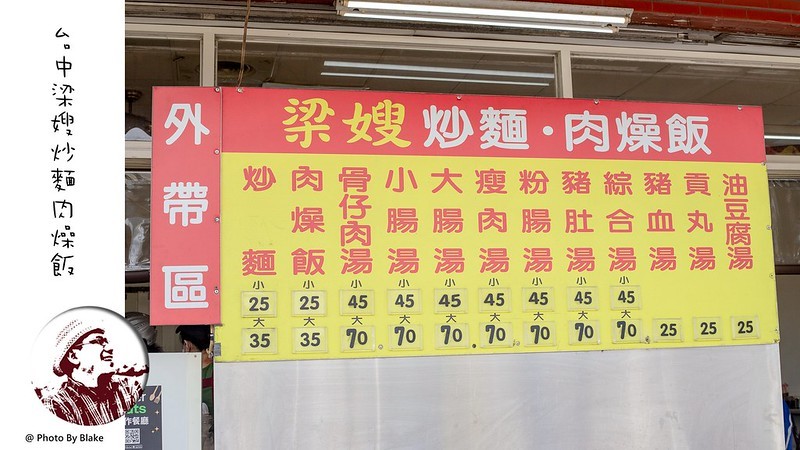 台中梁嫂炒麵肉燥飯
@ Photo By Blake
外帶區
梁嫂 炒麵·肉燥飯
炒麵 小 25 大 35
肉燥飯 小 25 大 35
骨仔肉湯 小 45 大 70
小腸湯 小 45 大 70
大腸湯 小 45 大 70
瘦肉湯 小 45 大 70
粉腸湯 小 45 大 70
豬肚湯 小 45 大 70
綜合湯 小 45 大 70
豬血湯 25
貢丸湯 25
油豆腐湯 25
作餐廳